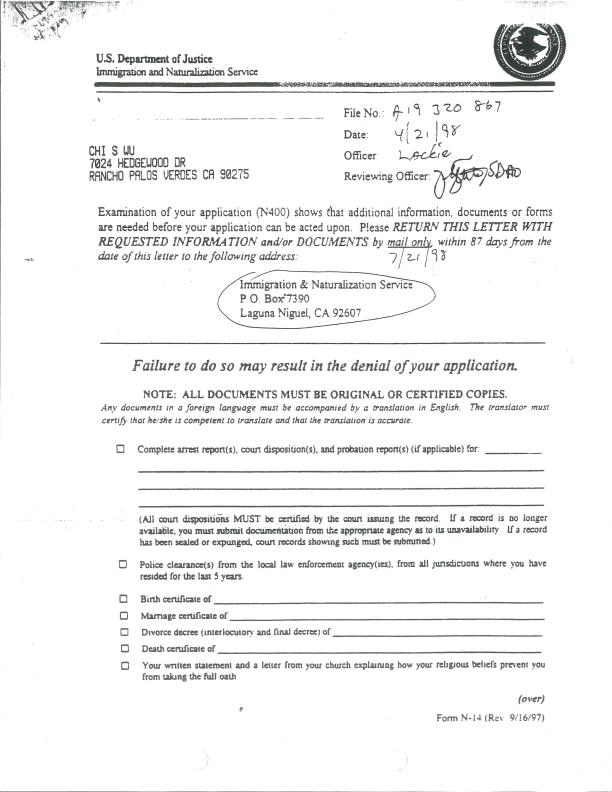 U.S. Department of Justice
Immigration and Naturalization Service
File No.: A19 320 867
Date: 4/21/98
CHI S WU
Officer: Lockie
7024 HEDGEWOOD DR
RANCHO PALOS VERDES CA 90275
Reviewing Officer: SDAO
Examination of your application (N400) shows that additional information, documents or forms
are needed before your application can be acted upon. Please RETURN THIS LETTER WITH
REQUESTED INFORMATION and/or DOCUMENTS by mail only, within 87 days from the
date of this letter to the following address: 7/21/98
Immigration & Naturalization Service
P O. Box 7390
Laguna Niguel, CA 92607
Failure to do so may result in the denial of your application.
NOTE: ALL DOCUMENTS MUST BE ORIGINAL OR CERTIFIED COPIES.
Any documents in a foreign language must be accompanied by a translation in English. The translator must
certify that he/she is competent to translate and that the translation is accurate.
Complete arrest report(s), court disposition(s), and probation report(s) (if applicable) for:
(All court dispositions MUST be certified by the court issuing the record. If a record is no longer
available, you must submit documentation from the appropriate agency as to its unavailability. If a record
has been sealed or expunged, court records showing such must be submitted.)
Police clearance(s) from the local law enforcement agency(ies), from all jurisdictions where you have
resided for the last 5 years.
Birth certificate of
Marriage certificate of
Divorce decree (interlocutory and final decree) of
Death certificate of
Your written statement and a letter from your church explaining how your religious beliefs prevent you
from taking the full oath
(over)
Form N-14 (Rev 9/16/97)